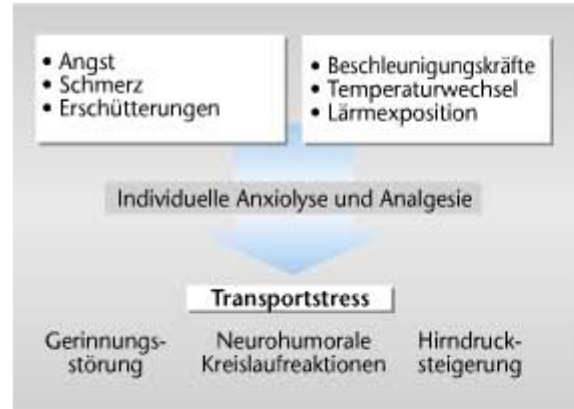 • Angst
• Schmerz
• Erschütterungen
• Beschleunigungskräfte
• Temperaturwechsel
• Lärmexposition
Individuelle Anxiolyse und Analgesie
Transportstress
Gerinnungs-
störung
Neurohumorale
Kreislaufreaktionen
Hirndruck-
steigerung